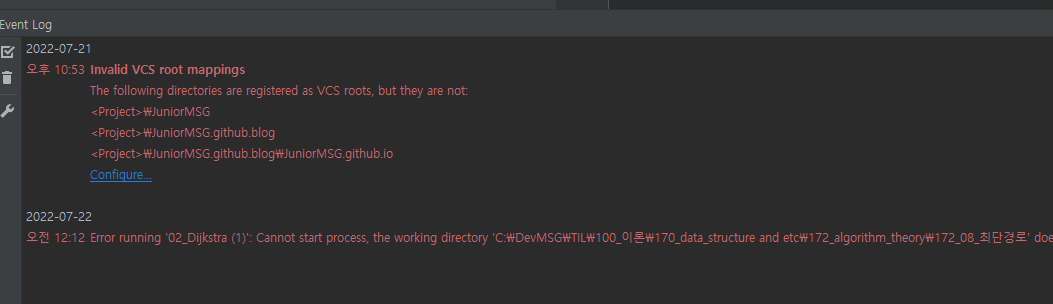 Event Log
2022-07-21
오후 10:53 Invalid VCS root mappings
The following directories are registered as VCS roots, but they are not:
<Project>₩JuniorMSG
<Project>₩JuniorMSG.github.blog
<Project>₩JuniorMSG.github.blog₩JuniorMSG.github.io
Configure...
2022-07-22
오전 12:12 Error running '02_Dijkstra (1)': Cannot start process, the working directory 'C:₩DevMSG₩TIL₩100_이론₩170_data_structure and etc₩172_algorithm_theory₩172_08_최단경로' doe